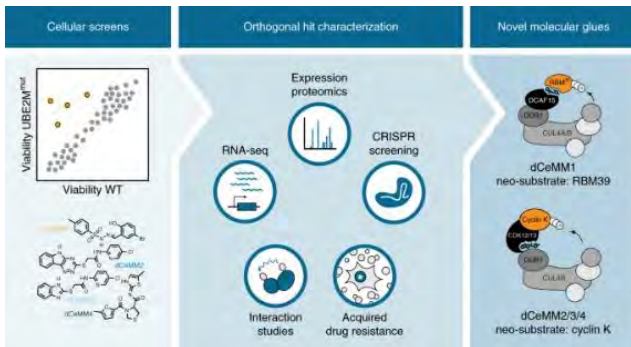 Cellular screens
Orthogonal hit characterization
Novel molecular glues
Viability UBE2Mmut
Viability WT
dCeMM2
dCeMM4
Expression
proteomics
RNA-seq
CRISPR
screening
Interaction
studies
Acquired
drug resistance
RBM39
DCAF15
DDB1
CUL4A/B
dCeMM1
neo-substrate: RBM39
Cyclin K
CDK12/13
DDB1
CUL4B
dCeMM2/3/4
neo-substrate: cyclin K